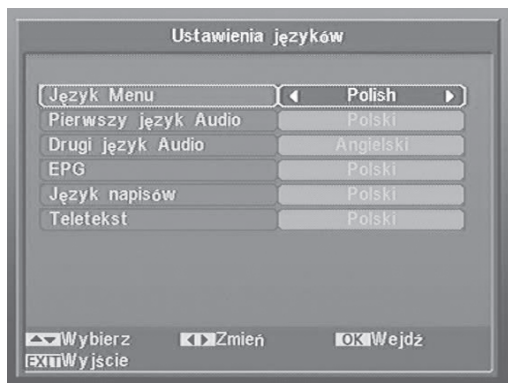 Ustawienia języków
Język Menu Polish
Pierwszy język Audio Polski
Drugi język Audio Angielski
EPG Polski
Język napisów Polski
Teletekst Polski
Wybierz Zmień OK Wejdź
EXIT Wyjście